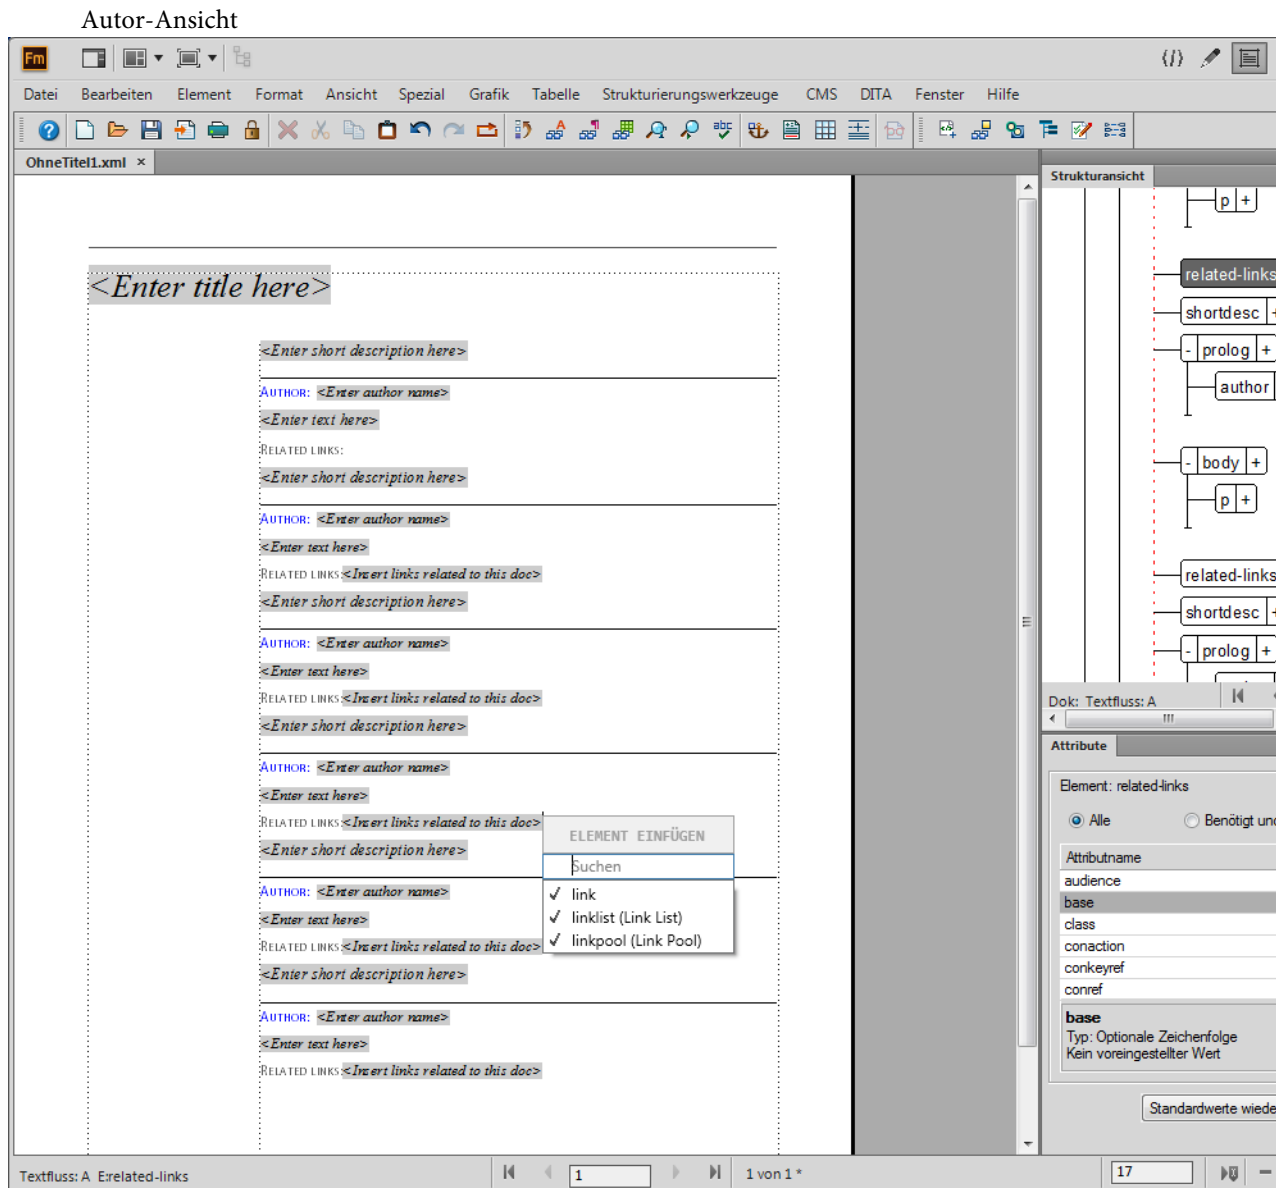 Autor-Ansicht
Fm
Datei Bearbeiten Element Format Ansicht Spezial Grafik Tabelle Strukturierungswerkzeuge CMS DITA Fenster Hilfe
OhneTitel1.xml ×
<Enter title here>
<Enter short description here>
AUTHOR: <Enter author name>
<Enter text here>
RELATED LINKS:
<Enter short description here>
AUTHOR: <Enter author name>
<Enter text here>
RELATED LINKS:<Insert links related to this doc>
<Enter short description here>
AUTHOR: <Enter author name>
<Enter text here>
RELATED LINKS:<Insert links related to this doc>
<Enter short description here>
AUTHOR: <Enter author name>
<Enter text here>
RELATED LINKS:<Insert links related to this doc>
<Enter short description here>
AUTHOR: <Enter author name>
<Enter text here>
RELATED LINKS:<Insert links related to this doc>
<Enter short description here>
AUTHOR: <Enter author name>
<Enter text here>
RELATED LINKS:<Insert links related to this doc>
ELEMENT EINFÜGEN
Suchen
✓ link
✓ linklist (Link List)
✓ linkpool (Link Pool)
Strukturansicht
p +
related-links
shortdesc +
- prolog +
author
- body +
p +
related-links
shortdesc +
- prolog +
Dok: Textfluss: A
Attribute
Element: related-links
Alle Benötigt und
Attributname
audience
base
class
conaction
conkeyref
conref
base
Typ: Optionale Zeichenfolge
Kein voreingestellter Wert
Standardwerte wiede
Textfluss: A E:related-links 1 1 von 1 * 17